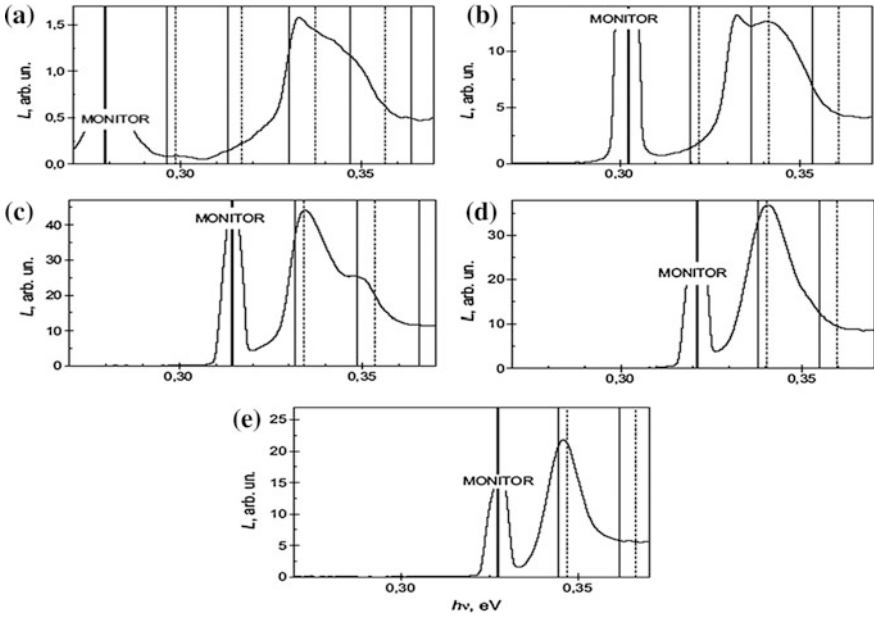 (a)
L, arb. un.
1,5
1,0
0,5
0,0
MONITOR
0,30
0,35
(b)
L, arb. un.
10
5
0
MONITOR
0,30
0,35
(c)
L, arb. un.
40
30
20
10
0
MONITOR
0,30
0,35
(d)
L, arb. un.
30
20
10
0
MONITOR
0,30
0,35
(e)
L, arb. un.
25
20
15
10
5
0
MONITOR
0,30
0,35
hν, eV